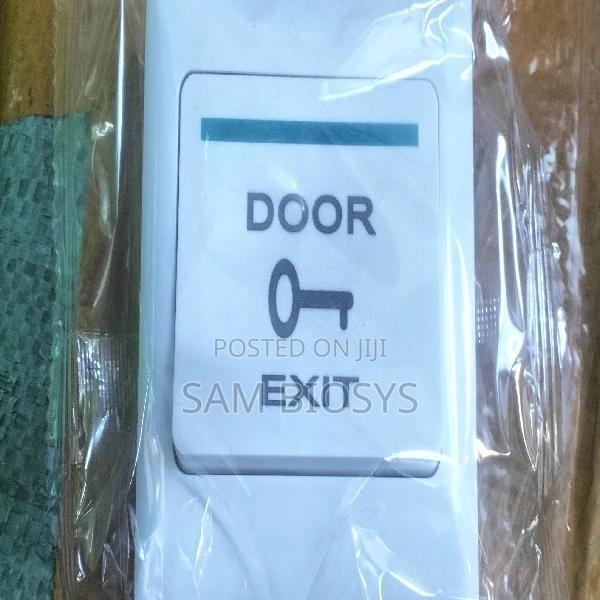 DOOR
POSTED ON JIJI
SAM BIOSYS
EXIT